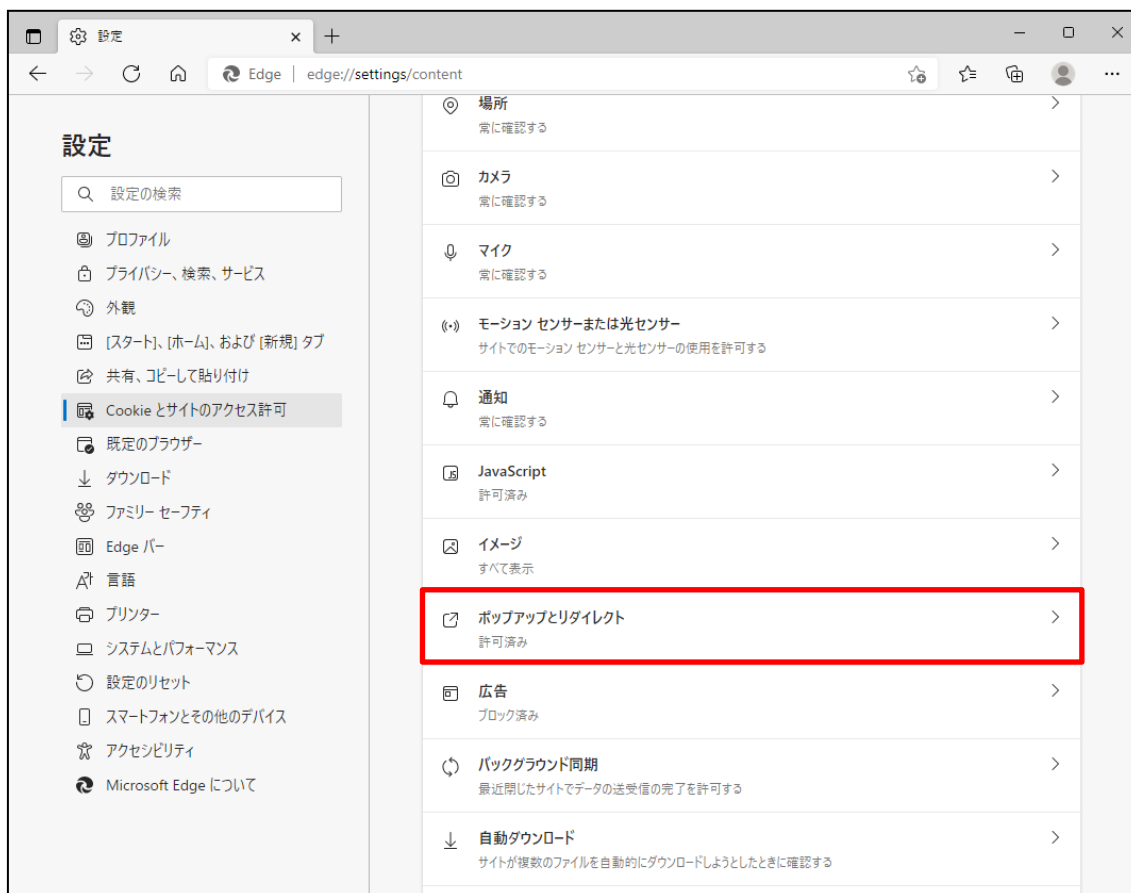 設定
Edge | edge://settings/content
設定
設定の検索
プロファイル
プライバシー、検索、サービス
外観
[スタート]、[ホーム]、および [新規] タブ
共有、コピーして貼り付け
Cookie とサイトのアクセス許可
既定のブラウザー
ダウンロード
ファミリー セーフティ
Edge バー
言語
プリンター
システムとパフォーマンス
設定のリセット
スマートフォンとその他のデバイス
アクセシビリティ
Microsoft Edge について
場所
常に確認する
カメラ
常に確認する
マイク
常に確認する
モーション センサーまたは光センサー
サイトでのモーション センサーと光センサーの使用を許可する
通知
常に確認する
JavaScript
許可済み
イメージ
すべて表示
ポップアップとリダイレクト
許可済み
広告
ブロック済み
バックグラウンド同期
最近閉じたサイトでデータの送受信の完了を許可する
自動ダウンロード
サイトが複数のファイルを自動的にダウンロードしようとしたときに確認する